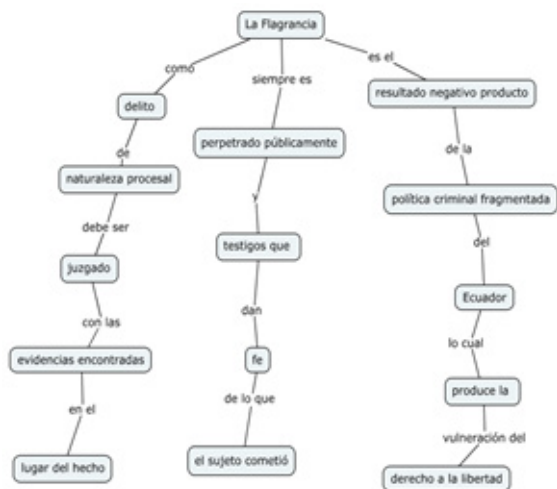 La Flagrancia
como
siempre es
es el
delito
perpetrado públicamente
resultado negativo producto
de
y
de la
naturaleza procesal
testigos que
política criminal fragmentada
debe ser
dan
del
juzgado
fe
Ecuador
con las
de lo que
lo cual
evidencias encontradas
el sujeto cometió
produce la
en el
vulneración del
lugar del hecho
derecho a la libertad